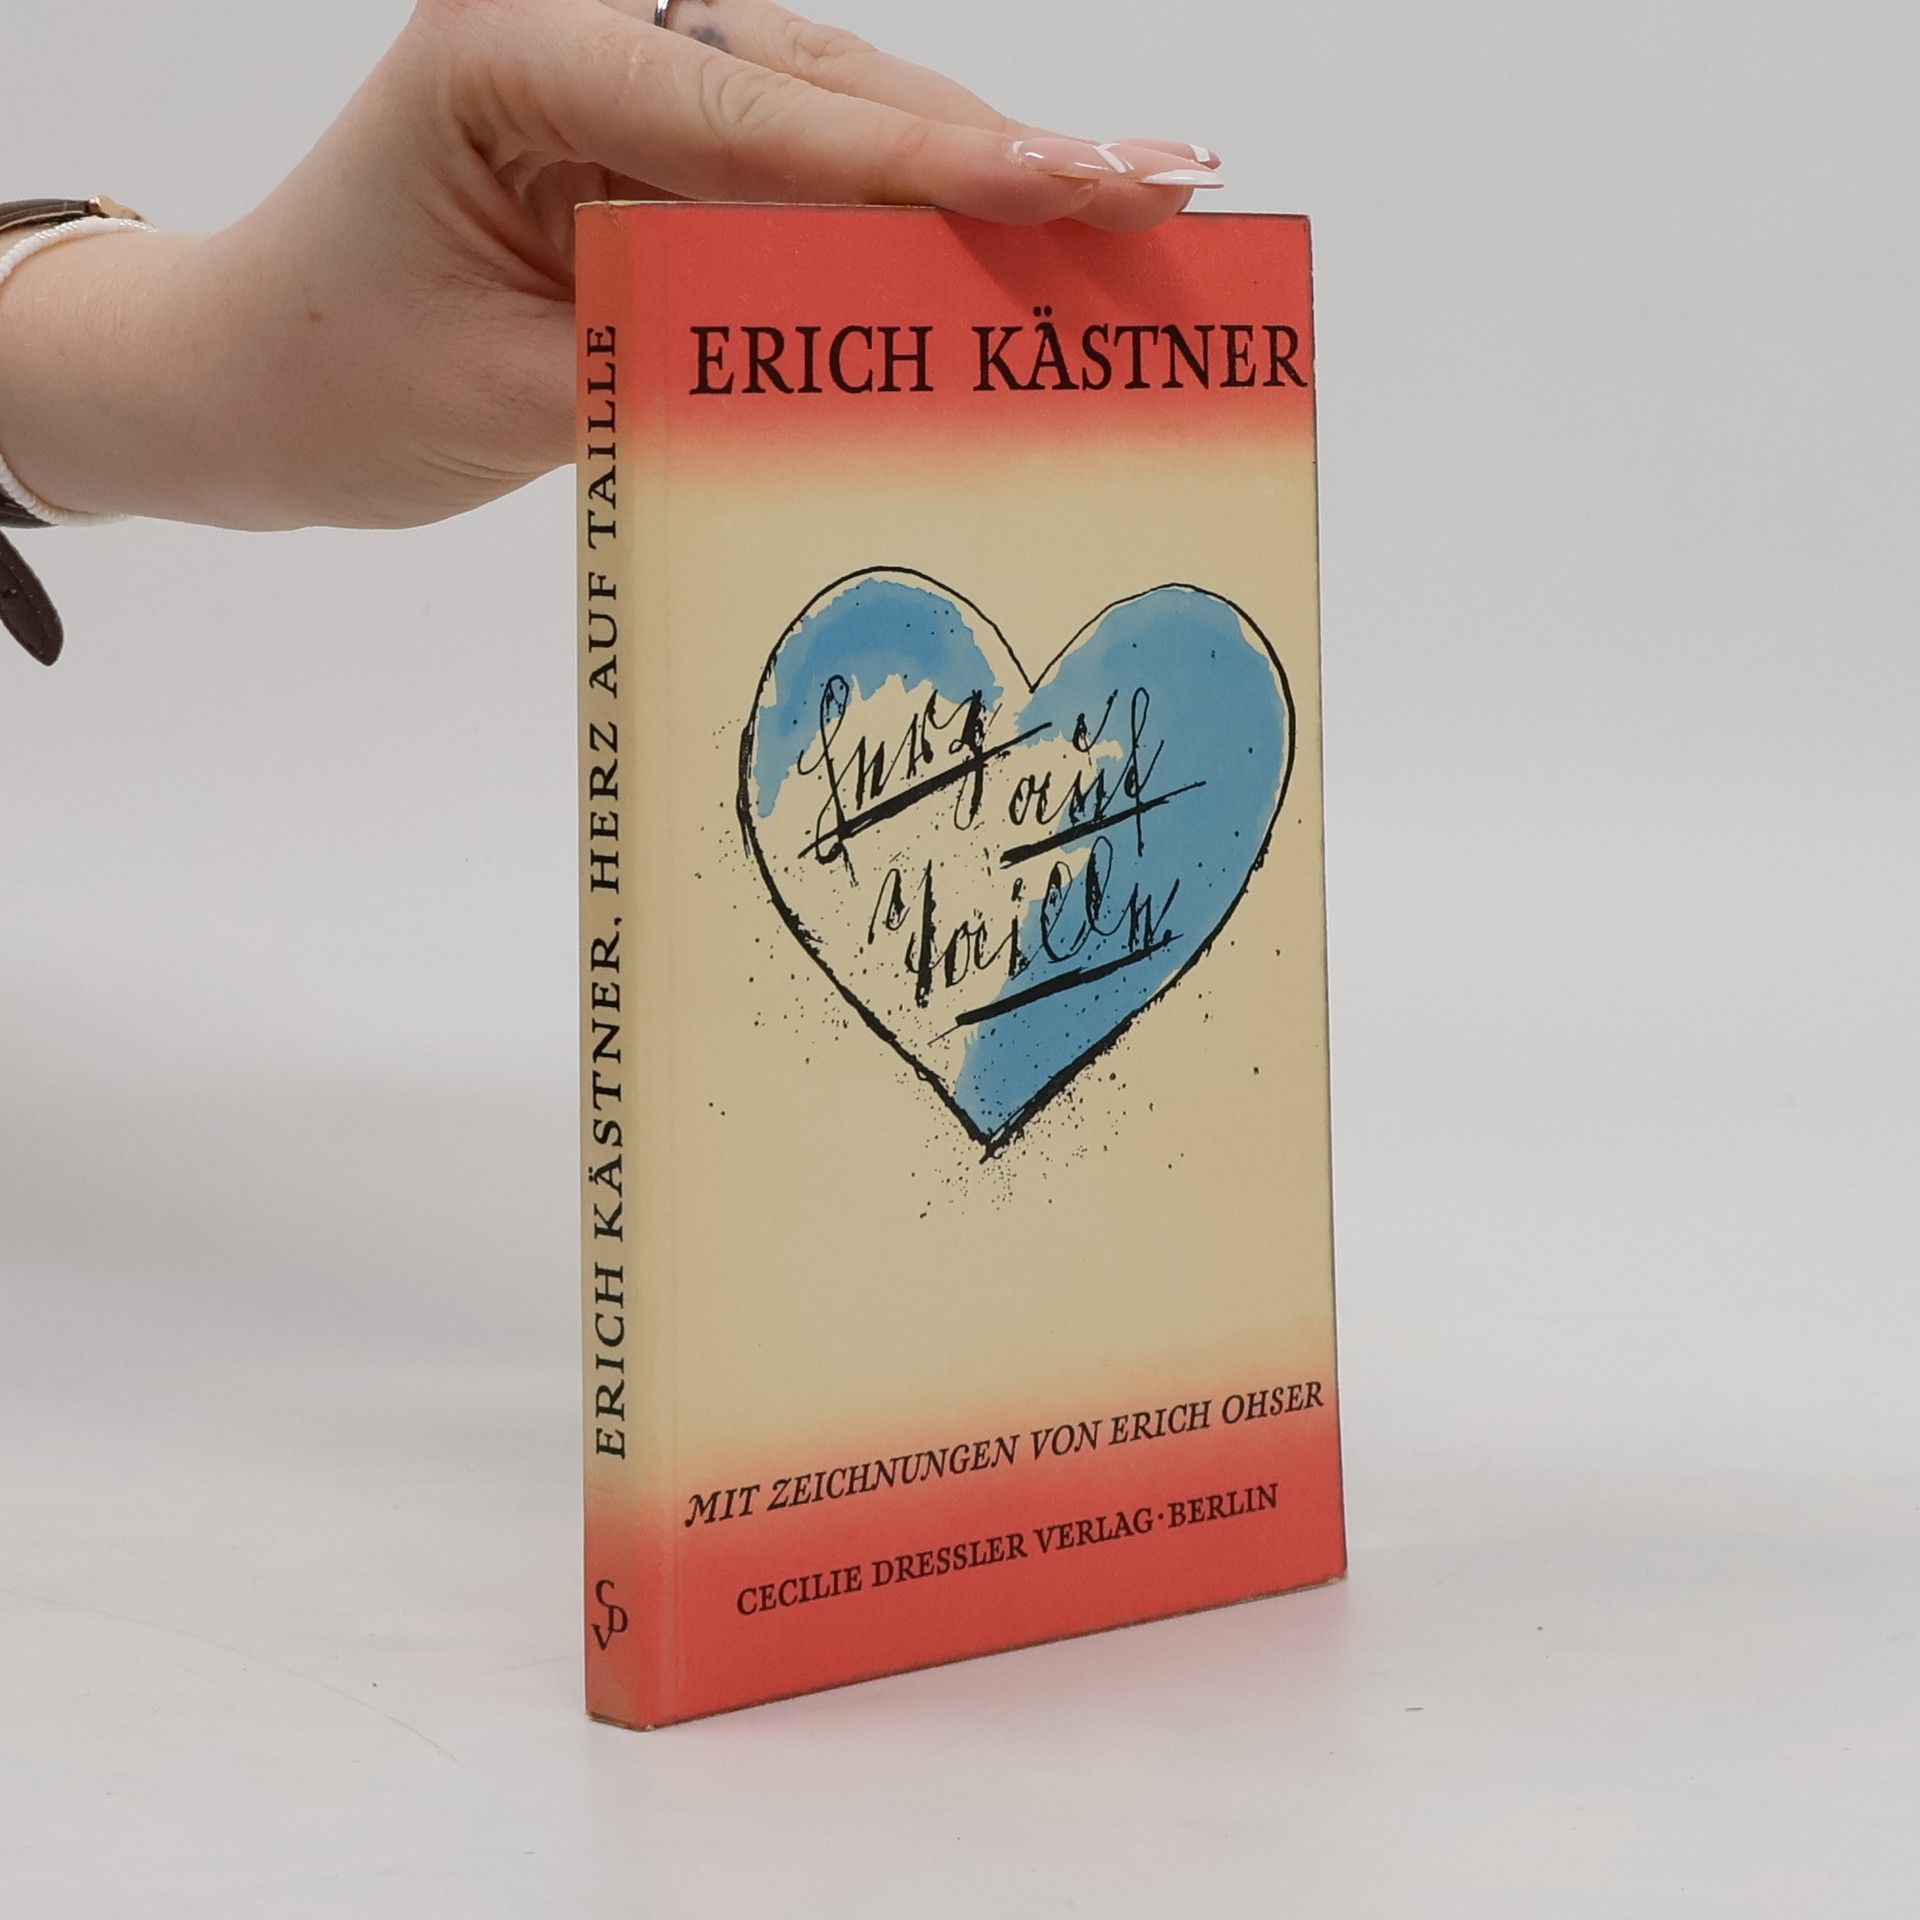 ERICH KÄSTNER, HERZ AUF TAILLE
CDV
ERICH KÄSTNER
Herz auf
Taille
MIT ZEICHNUNGEN VON ERICH OHSER
CECILIE DRESSLER VERLAG·BERLIN